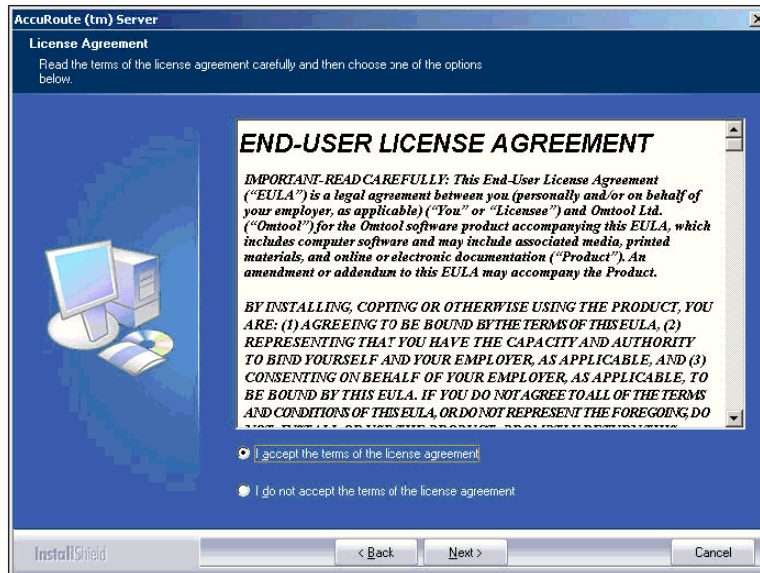 AccuRoute (tm) Server
License Agreement
Read the terms of the license agreement carefully and then choose one of the options
below.
END-USER LICENSE AGREEMENT
IMPORTANT-READ CAREFULLY: This End-User License Agreement
("EULA") is a legal agreement between you (personally and/or on behalf of
your employer, as applicable) ("You" or "Licensee") and Omtool Ltd.
("Omtool") for the Omtool software product accompanying this EULA, which
includes computer software and may include associated media, printed
materials, and online or electronic documentation ("Product"). An
amendment or addendum to this EULA may accompany the Product.
BY INSTALLING, COPYING OR OTHERWISE USING THE PRODUCT, YOU
ARE: (1) AGREEING TO BE BOUND BY THE TERMS OF THIS EULA, (2)
REPRESENTING THAT YOU HAVE THE CAPACITY AND AUTHORITY
TO BIND YOURSELF AND YOUR EMPLOYER, AS APPLICABLE, AND (3)
CONSENTING ON BEHALF OF YOUR EMPLOYER, AS APPLICABLE, TO
BE BOUND BY THIS EULA. IF YOU DO NOT AGREE TO ALL OF THE TERMS
AND CONDITIONS OF THIS EULA, OR DO NOT REPRESENT THE FOREGOING, DO
I accept the terms of the license agreement
I do not accept the terms of the license agreement
InstallShield
< Back
Next >
Cancel